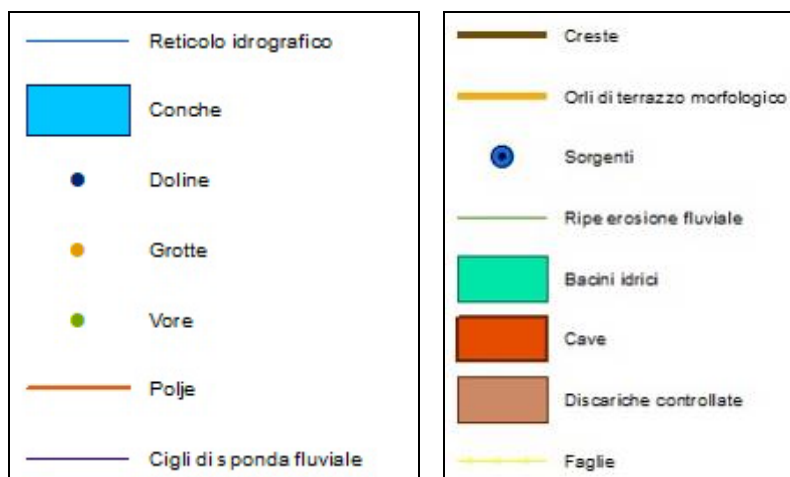 Reticolo idrografico
Conche
Doline
Grotte
Vore
Polje
Cigli di sponda fluviale
Creste
Orli di terrazzo morfologico
Sorgenti
Ripe erosione fluviale
Bacini idrici
Cave
Discariche controllate
Faglie